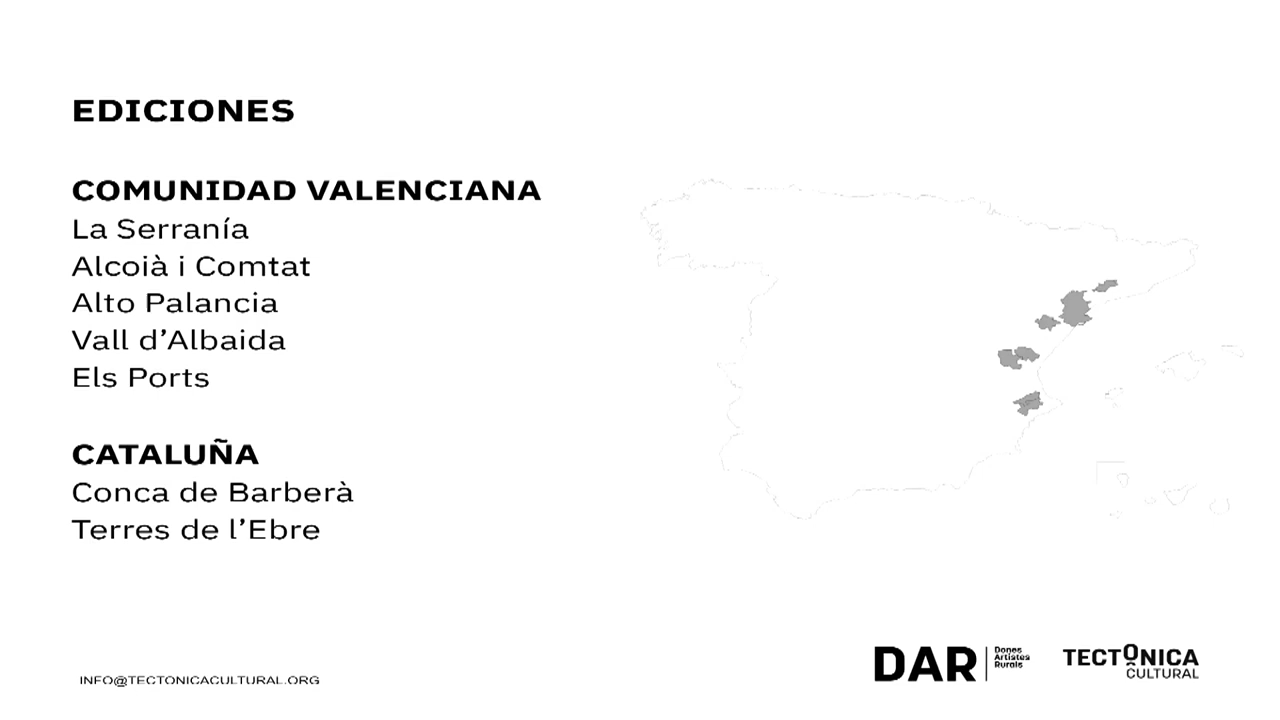 EDICIONES
COMUNIDAD VALENCIANA
La Serranía
Alcoià i Comtat
Alto Palancia
Vall d’Albaida
Els Ports
CATALUÑA
Conca de Barberà
Terres de l’Ebre
INFO@TECTONICACULTURAL.ORG
DAR
Dones
Artistes
Rurals
TECTÒNICA
CULTURAL